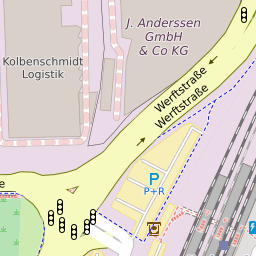 J. Anderssen
GmbH
& Co KG
Kolbenschmidt
Logistik
Werftstraße
Werftstraße
P
P+R
e